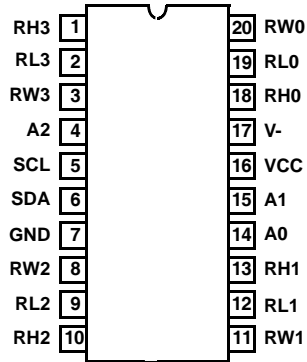 RH3 1 20 RW0
RL3 2 19 RL0
RW3 3 18 RH0
A2 4 17 V-
SCL 5 16 VCC
SDA 6 15 A1
GND 7 14 A0
RW2 8 13 RH1
RL2 9 12 RL1
RH2 10 11 RW1